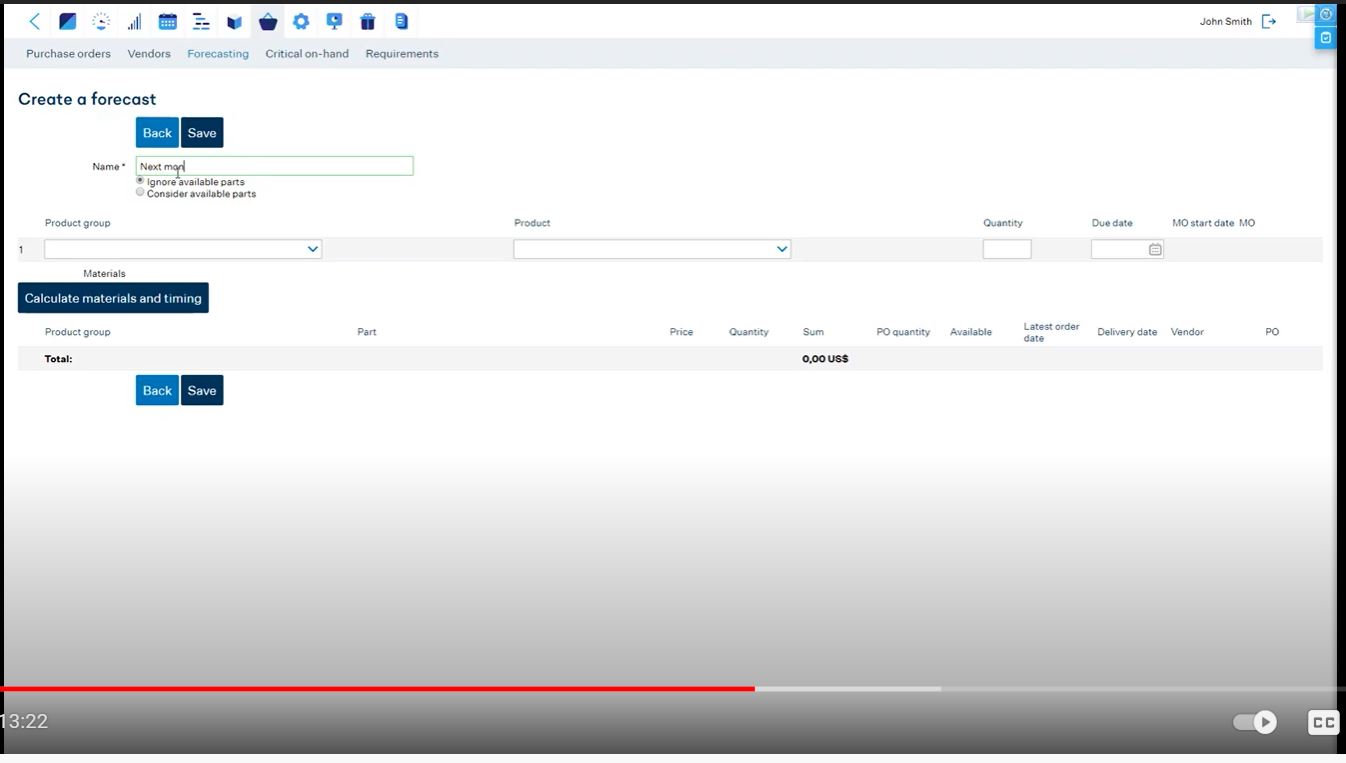 John Smith
Purchase orders Vendors Forecasting Critical on-hand Requirements
Create a forecast
Back Save
Name * Next mon
Ignore available parts
Consider available parts
Product group Product Quantity Due date MO start date MO
1
Materials
Calculate materials and timing
Product group Part Price Quantity Sum PO quantity Available Latest order date Delivery date Vendor PO
Total: 0,00 US$
Back Save
13:22
CC